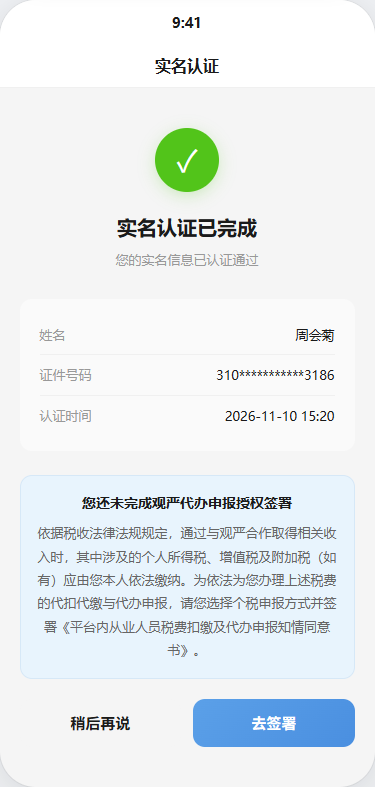 9:41
实名认证
实名认证已完成
您的实名信息已认证通过
姓名 周会菊
证件号码 310***********3186
认证时间 2026-11-10 15:20
您还未完成观严代办申报授权签署
依据税收法律法规规定，通过与观严合作取得相关收
入时，其中涉及的个人所得税、增值税及附加税（如
有）应由您本人依法缴纳。为依法为您办理上述税费
的代扣代缴与代办申报，请您选择个税申报方式并签
署《平台内从业人员税费扣缴及代办申报知情同意
书》。
稍后再说 去签署